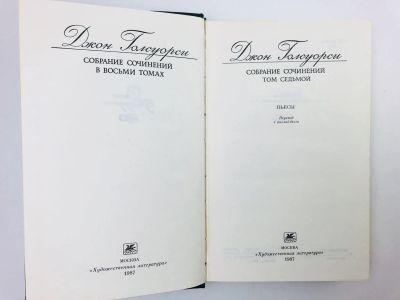 Джон Голсуорси
СОБРАНИЕ СОЧИНЕНИЙ
В ВОСЬМИ ТОМАХ
МОСКВА
«Художественная литература»
1987
Джон Голсуорси
СОБРАНИЕ СОЧИНЕНИЙ
ТОМ СЕДЬМОЙ
ПЬЕСЫ
Перевод
с английского
МОСКВА
«Художественная литература»
1987